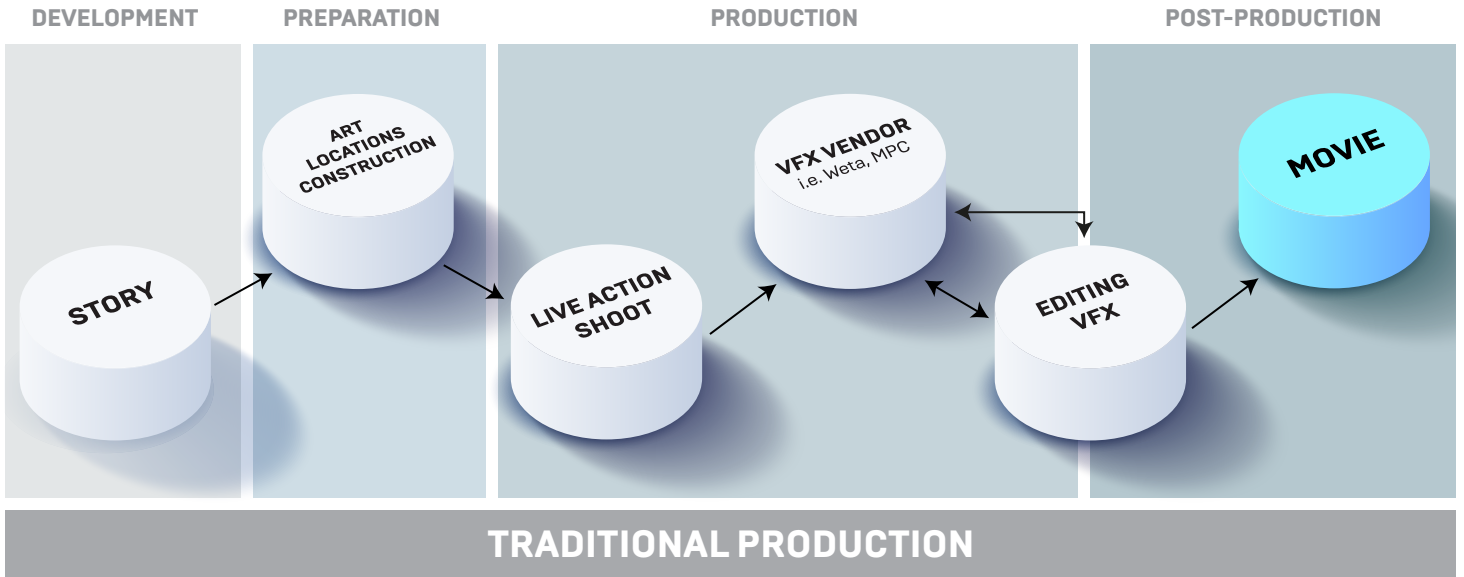 DEVELOPMENT
PREPARATION
PRODUCTION
POST-PRODUCTION
STORY
ART
LOCATIONS
CONSTRUCTION
LIVE ACTION
SHOOT
VFX VENDOR
i.e. Weta, MPC
EDITING
VFX
MOVIE
TRADITIONAL PRODUCTION